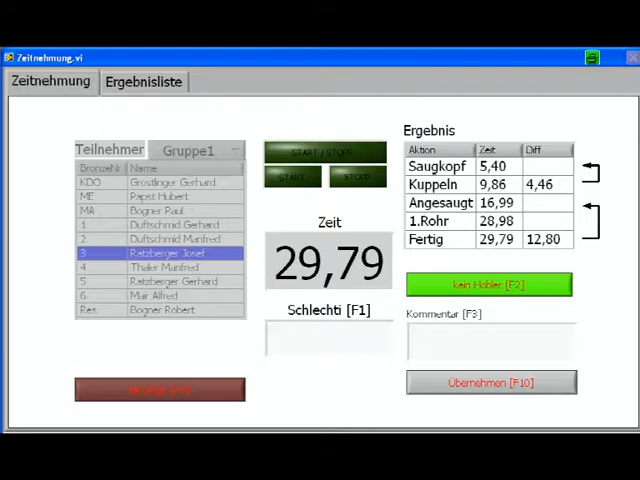 Zeitnehmung.vi
Zeitnehmung Ergebnisliste
Teilnehmer Gruppe1
BronzeNr Name
KDO Grostlinger Gerhard
ME Papst Hubert
MA Bogner Paul
1 Duftschmid Gerhard
2 Duftschmid Manfred
3 Ratzberger Josef
4 Thaler Manfred
5 Ratzberger Gerhard
6 Mair Alfred
Res Bogner Robert
START / STOPP
START STOPP
Zeit
29,79
Schlechti [F1]
Ergebnis
Aktion Zeit Diff
Saugkopf 5,40
Kuppeln 9,86 4,46
Angesaugt 16,99
1.Rohr 28,98
Fertig 29,79 12,80
kein Hohler [F2]
Kommentar [F3]
Übernehmen [F10]